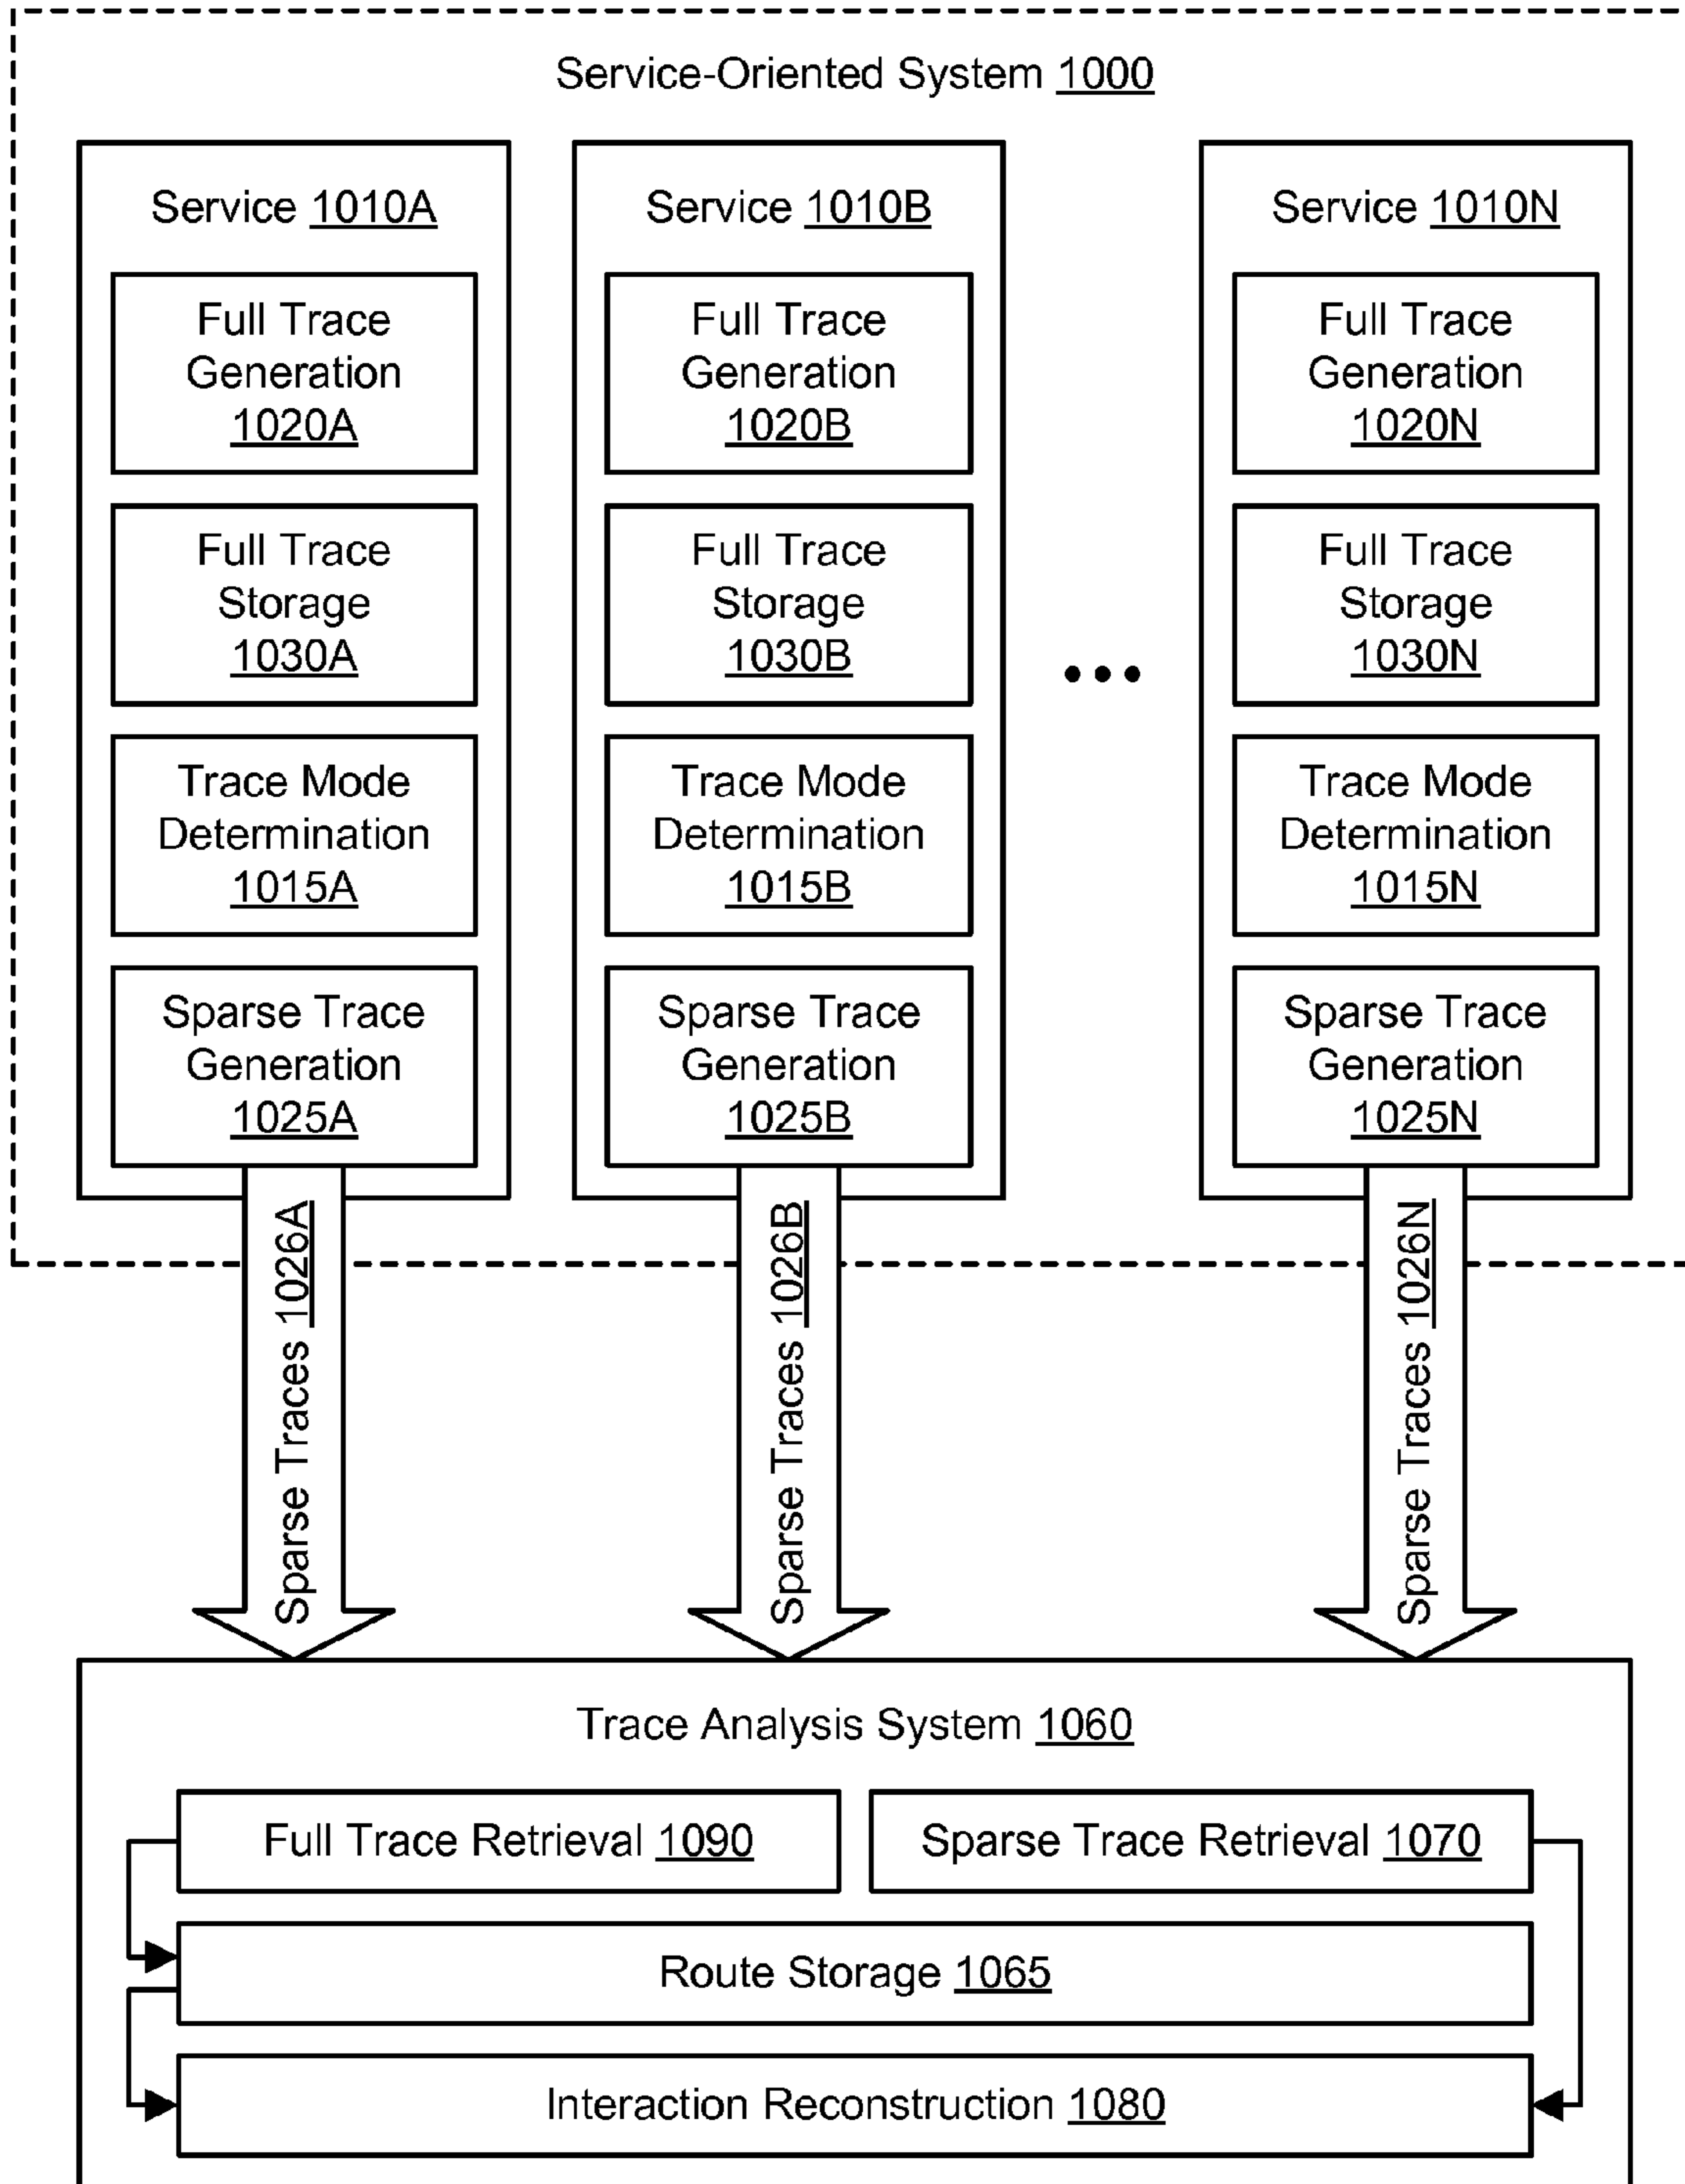 Service-Oriented System 1000
Service 1010A
Full Trace
Generation
1020A
Full Trace
Storage
1030A
Trace Mode
Determination
1015A
Sparse Trace
Generation
1025A
Service 1010B
Full Trace
Generation
1020B
Full Trace
Storage
1030B
Trace Mode
Determination
1015B
Sparse Trace
Generation
1025B
Service 1010N
Full Trace
Generation
1020N
Full Trace
Storage
1030N
Trace Mode
Determination
1015N
Sparse Trace
Generation
1025N
Sparse Traces 1026A
Sparse Traces 1026B
Sparse Traces 1026N
Trace Analysis System 1060
Full Trace Retrieval 1090
Sparse Trace Retrieval 1070
Route Storage 1065
Interaction Reconstruction 1080